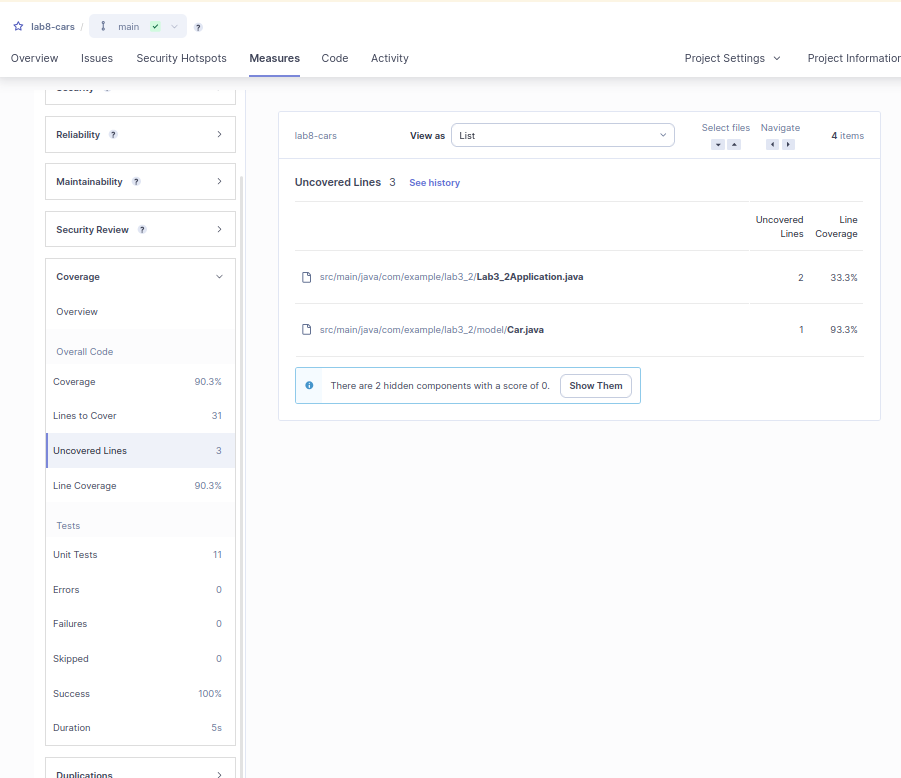 lab8-cars / main ?
Overview Issues Security Hotspots Measures Code Activity Project Settings Project Information
Security
Reliability ?
Maintainability ?
Security Review ?
Coverage
Overview
Overall Code
Coverage 90.3%
Lines to Cover 31
Uncovered Lines 3
Line Coverage 90.3%
Tests
Unit Tests 11
Errors 0
Failures 0
Skipped 0
Success 100%
Duration 5s
Duplications
lab8-cars View as List Select files Navigate 4 items
Uncovered Lines 3 See history
Uncovered Line
Lines Coverage
src/main/java/com/example/lab3_2/Lab3_2Application.java 2 33.3%
src/main/java/com/example/lab3_2/model/Car.java 1 93.3%
There are 2 hidden components with a score of 0. Show Them